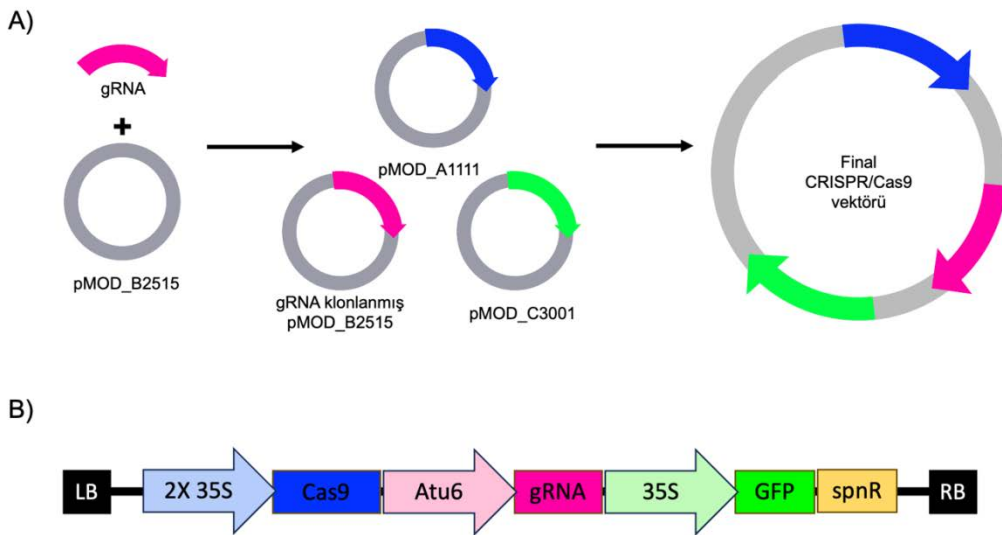 A)
gRNA
+
pMOD_B2515
pMOD_A1111
gRNA klonlanmış
pMOD_B2515
pMOD_C3001
Final
CRISPR/Cas9
vektörü
B)
LB 2X 35S Cas9 Atu6 gRNA 35S GFP spnR RB